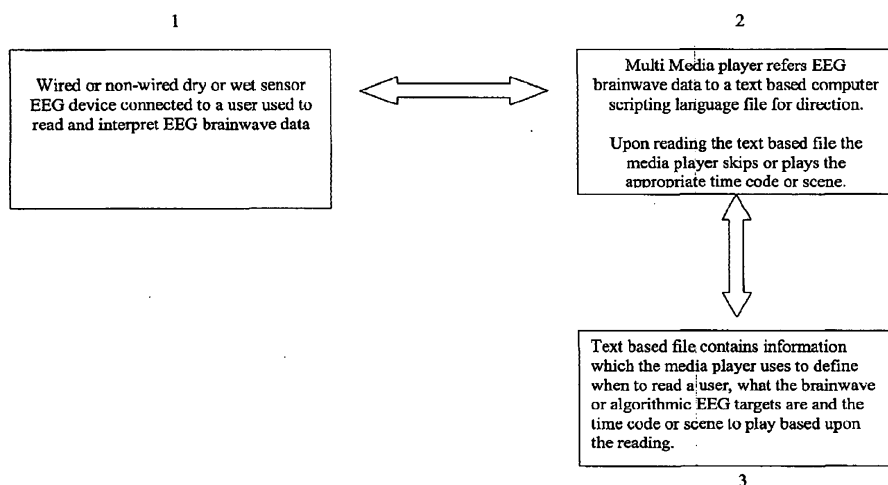 1
Wired or non-wired dry or wet sensor
EEG device connected to a user used to
read and interpret EEG brainwave data
2
Multi Media player refers EEG
brainwave data to a text based computer
scripting language file for direction.
Upon reading the text based file the
media player skips or plays the
appropriate time code or scene.
Text based file contains information
which the media player uses to define
when to read a user, what the brainwave
or algorithmic EEG targets are and the
time code or scene to play based upon
the reading.
3